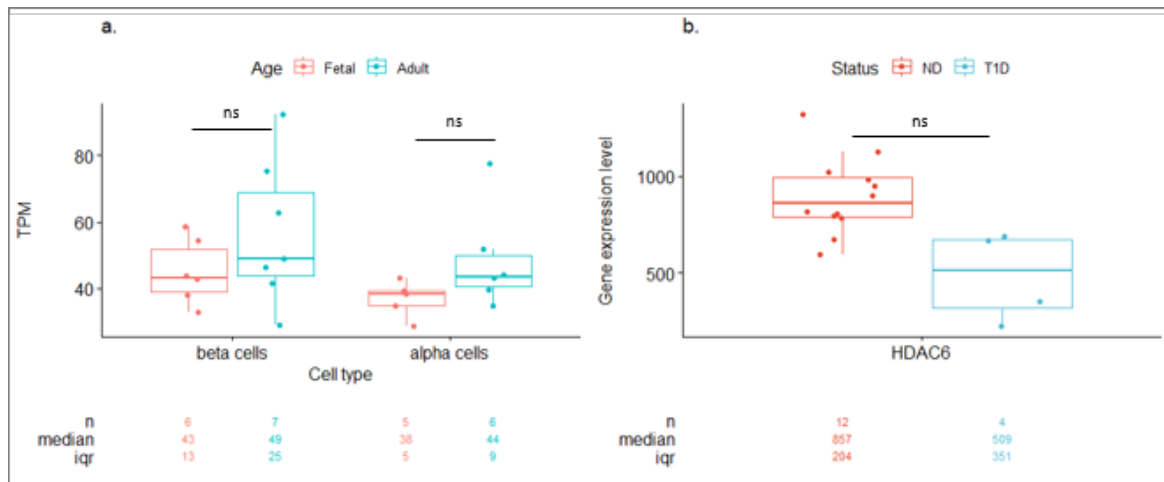 a.
Age Fetal Adult
ns
ns
TPM
80
60
40
beta cells alpha cells
Cell type
n 6 7 5 6
median 43 49 38 44
iqr 13 25 5 9
b.
Status ND T1D
ns
Gene expression level
1000
500
HDAC6
12 4
857 509
204 351